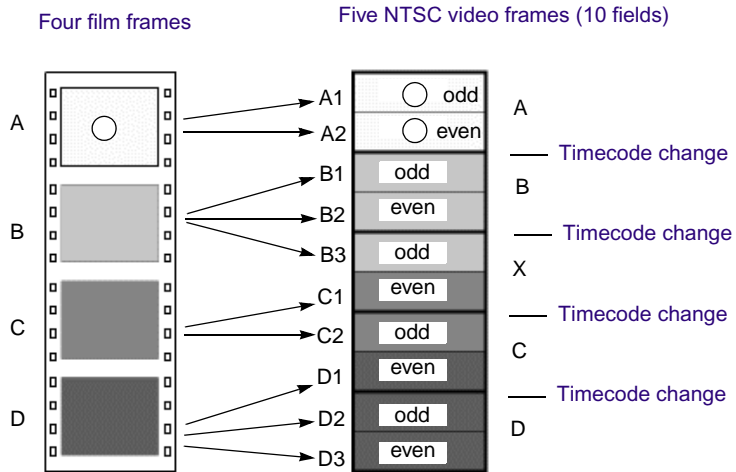 Four film frames
Five NTSC video frames (10 fields)
A
A1
odd
A
A2
even
Timecode change
B1
odd
B
B
B2
even
Timecode change
B3
odd
X
C1
even
Timecode change
C
C2
odd
C
D1
even
Timecode change
D
D2
odd
D
D3
even